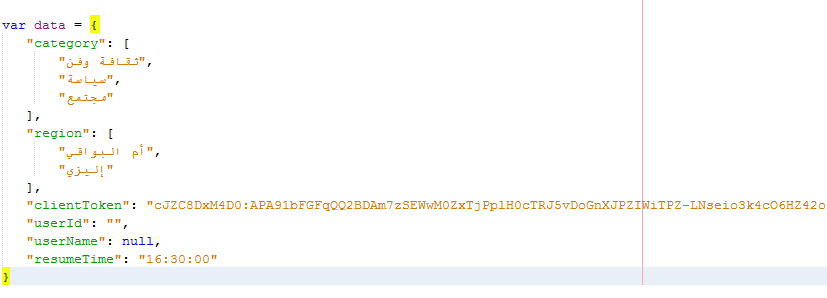 var data = {
"category": [
"ثقافة وفن",
"سياسة",
"مجتمع"
],
"region": [
"أم البواقي",
"إليزي"
],
"clientToken": "cJZC8DxM4D0:APA91bFGFqQQ2BDAm7zSEWwM0ZxTjPplH0cTRJ5vDoGnXJPZIWiTPZ-LNseio3k4cO6HZ42o
"userId": "",
"userName": null,
"resumeTime": "16:30:00"
}